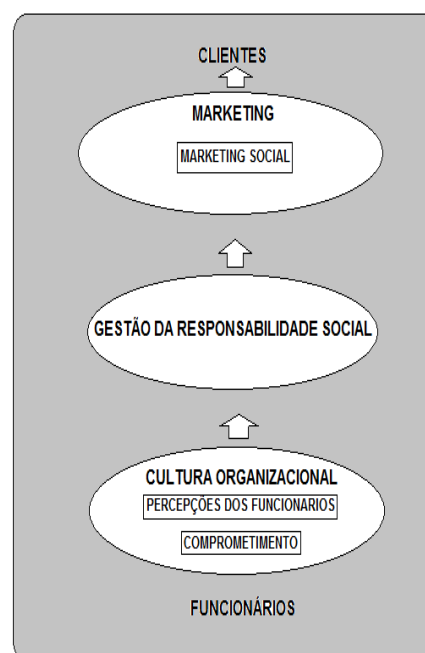 CLIENTES
MARKETING
MARKETING SOCIAL
GESTÃO DA RESPONSABILIDADE SOCIAL
CULTURA ORGANIZACIONAL
PERCEPÇÕES DOS FUNCIONARIOS
COMPROMETIMENTO
FUNCIONÁRIOS